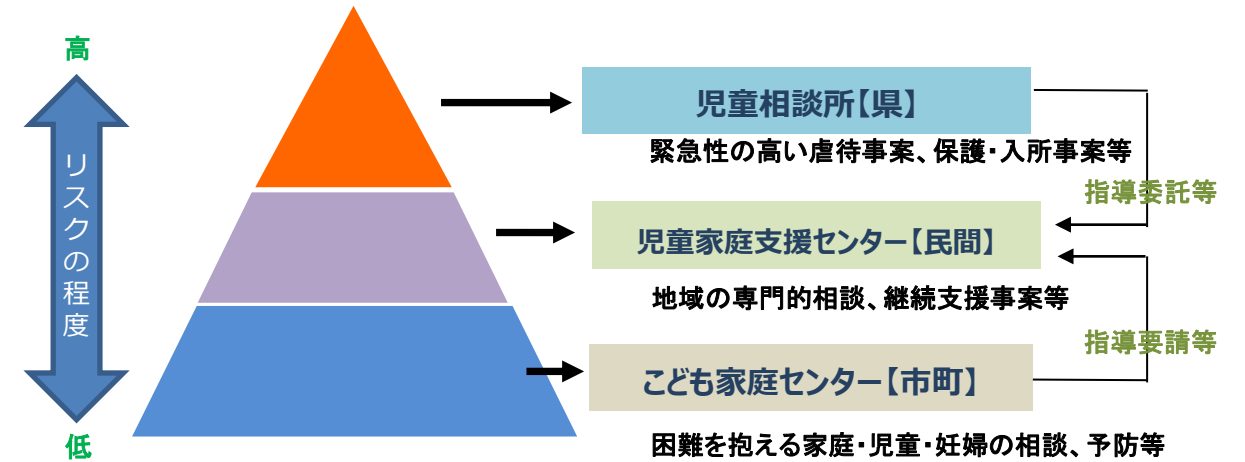 高
リスクの程度
低
児童相談所【県】
緊急性の高い虐待事案、保護・入所事案等
指導委託等
児童家庭支援センター【民間】
地域の専門的相談、継続支援事案等
指導要請等
こども家庭センター【市町】
困難を抱える家庭・児童・妊婦の相談、予防等